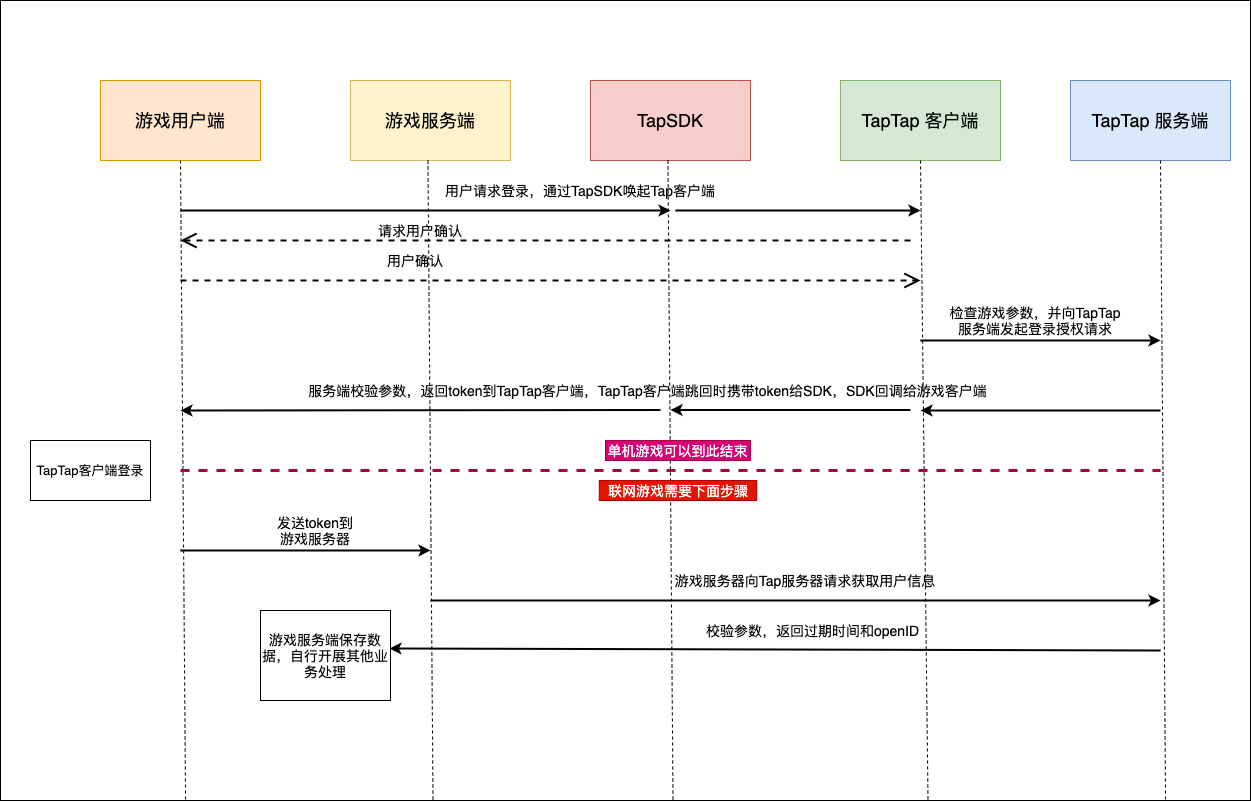 游戏用户端
游戏服务端
TapSDK
TapTap 客户端
TapTap 服务端
用户请求登录，通过TapSDK唤起Tap客户端
请求用户确认
用户确认
检查游戏参数，并向TapTap
服务端发起登录授权请求
服务端校验参数，返回token到TapTap客户端，TapTap客户端跳回时携带token给SDK，SDK回调给游戏客户端
单机游戏可以到此结束
TapTap客户端登录
联网游戏需要下面步骤
发送token到
游戏服务器
游戏服务器向Tap服务器请求获取用户信息
校验参数，返回过期时间和openID
游戏服务端保存数
据，自行开展其他业
务处理